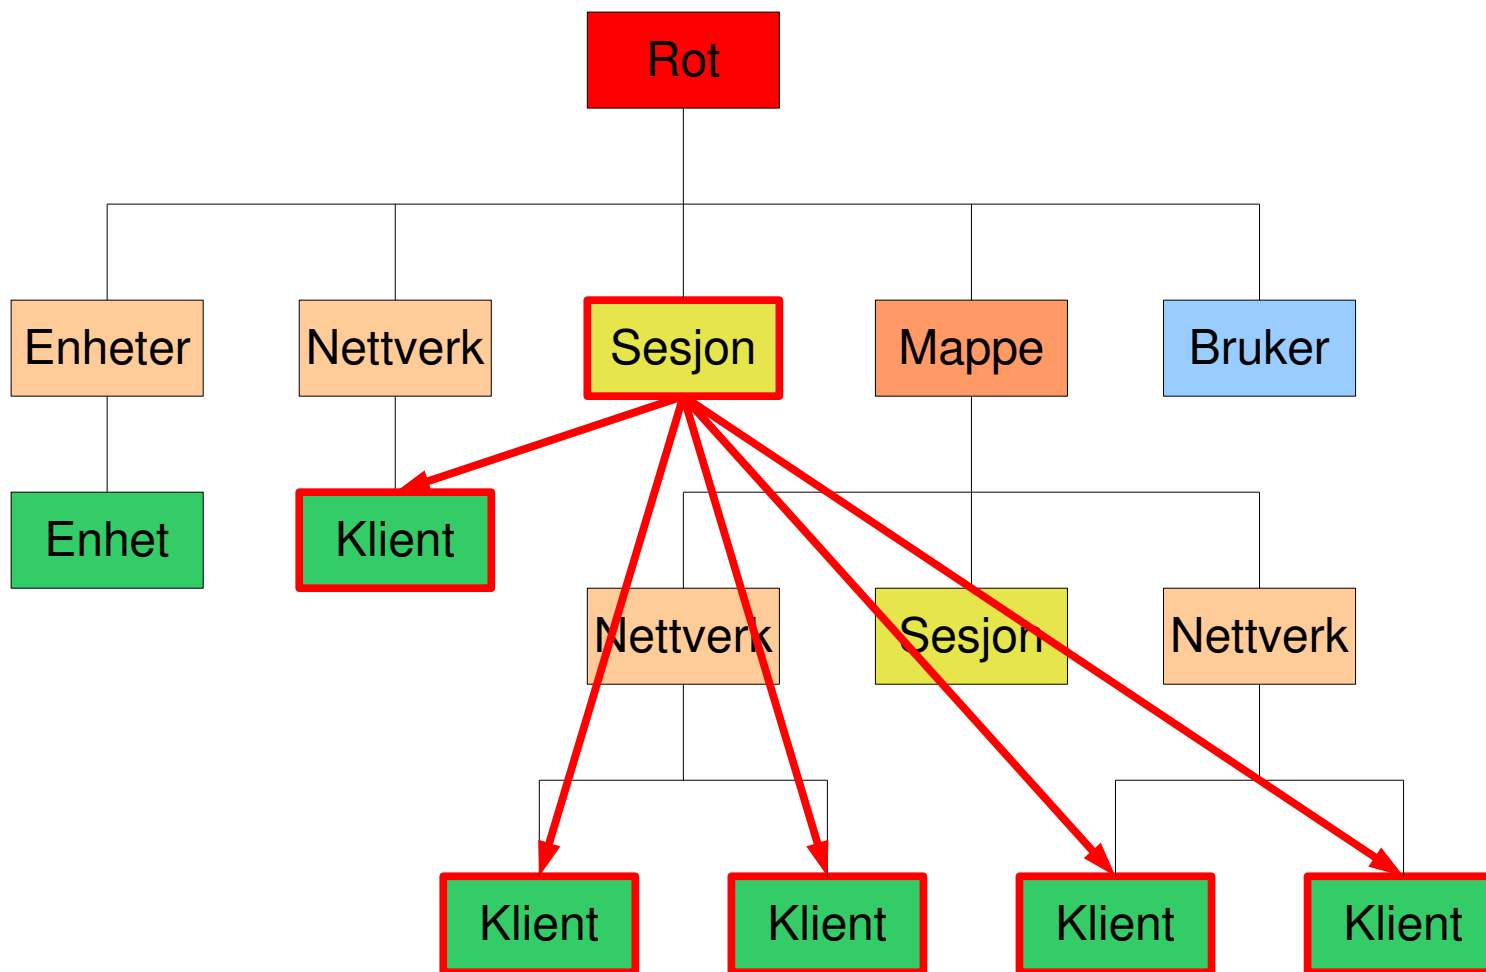 Rot
Enheter
Nettverk
Sesjon
Mappe
Bruker
Enhet
Klient
Nettverk
Sesjon
Nettverk
Klient
Klient
Klient
Klient